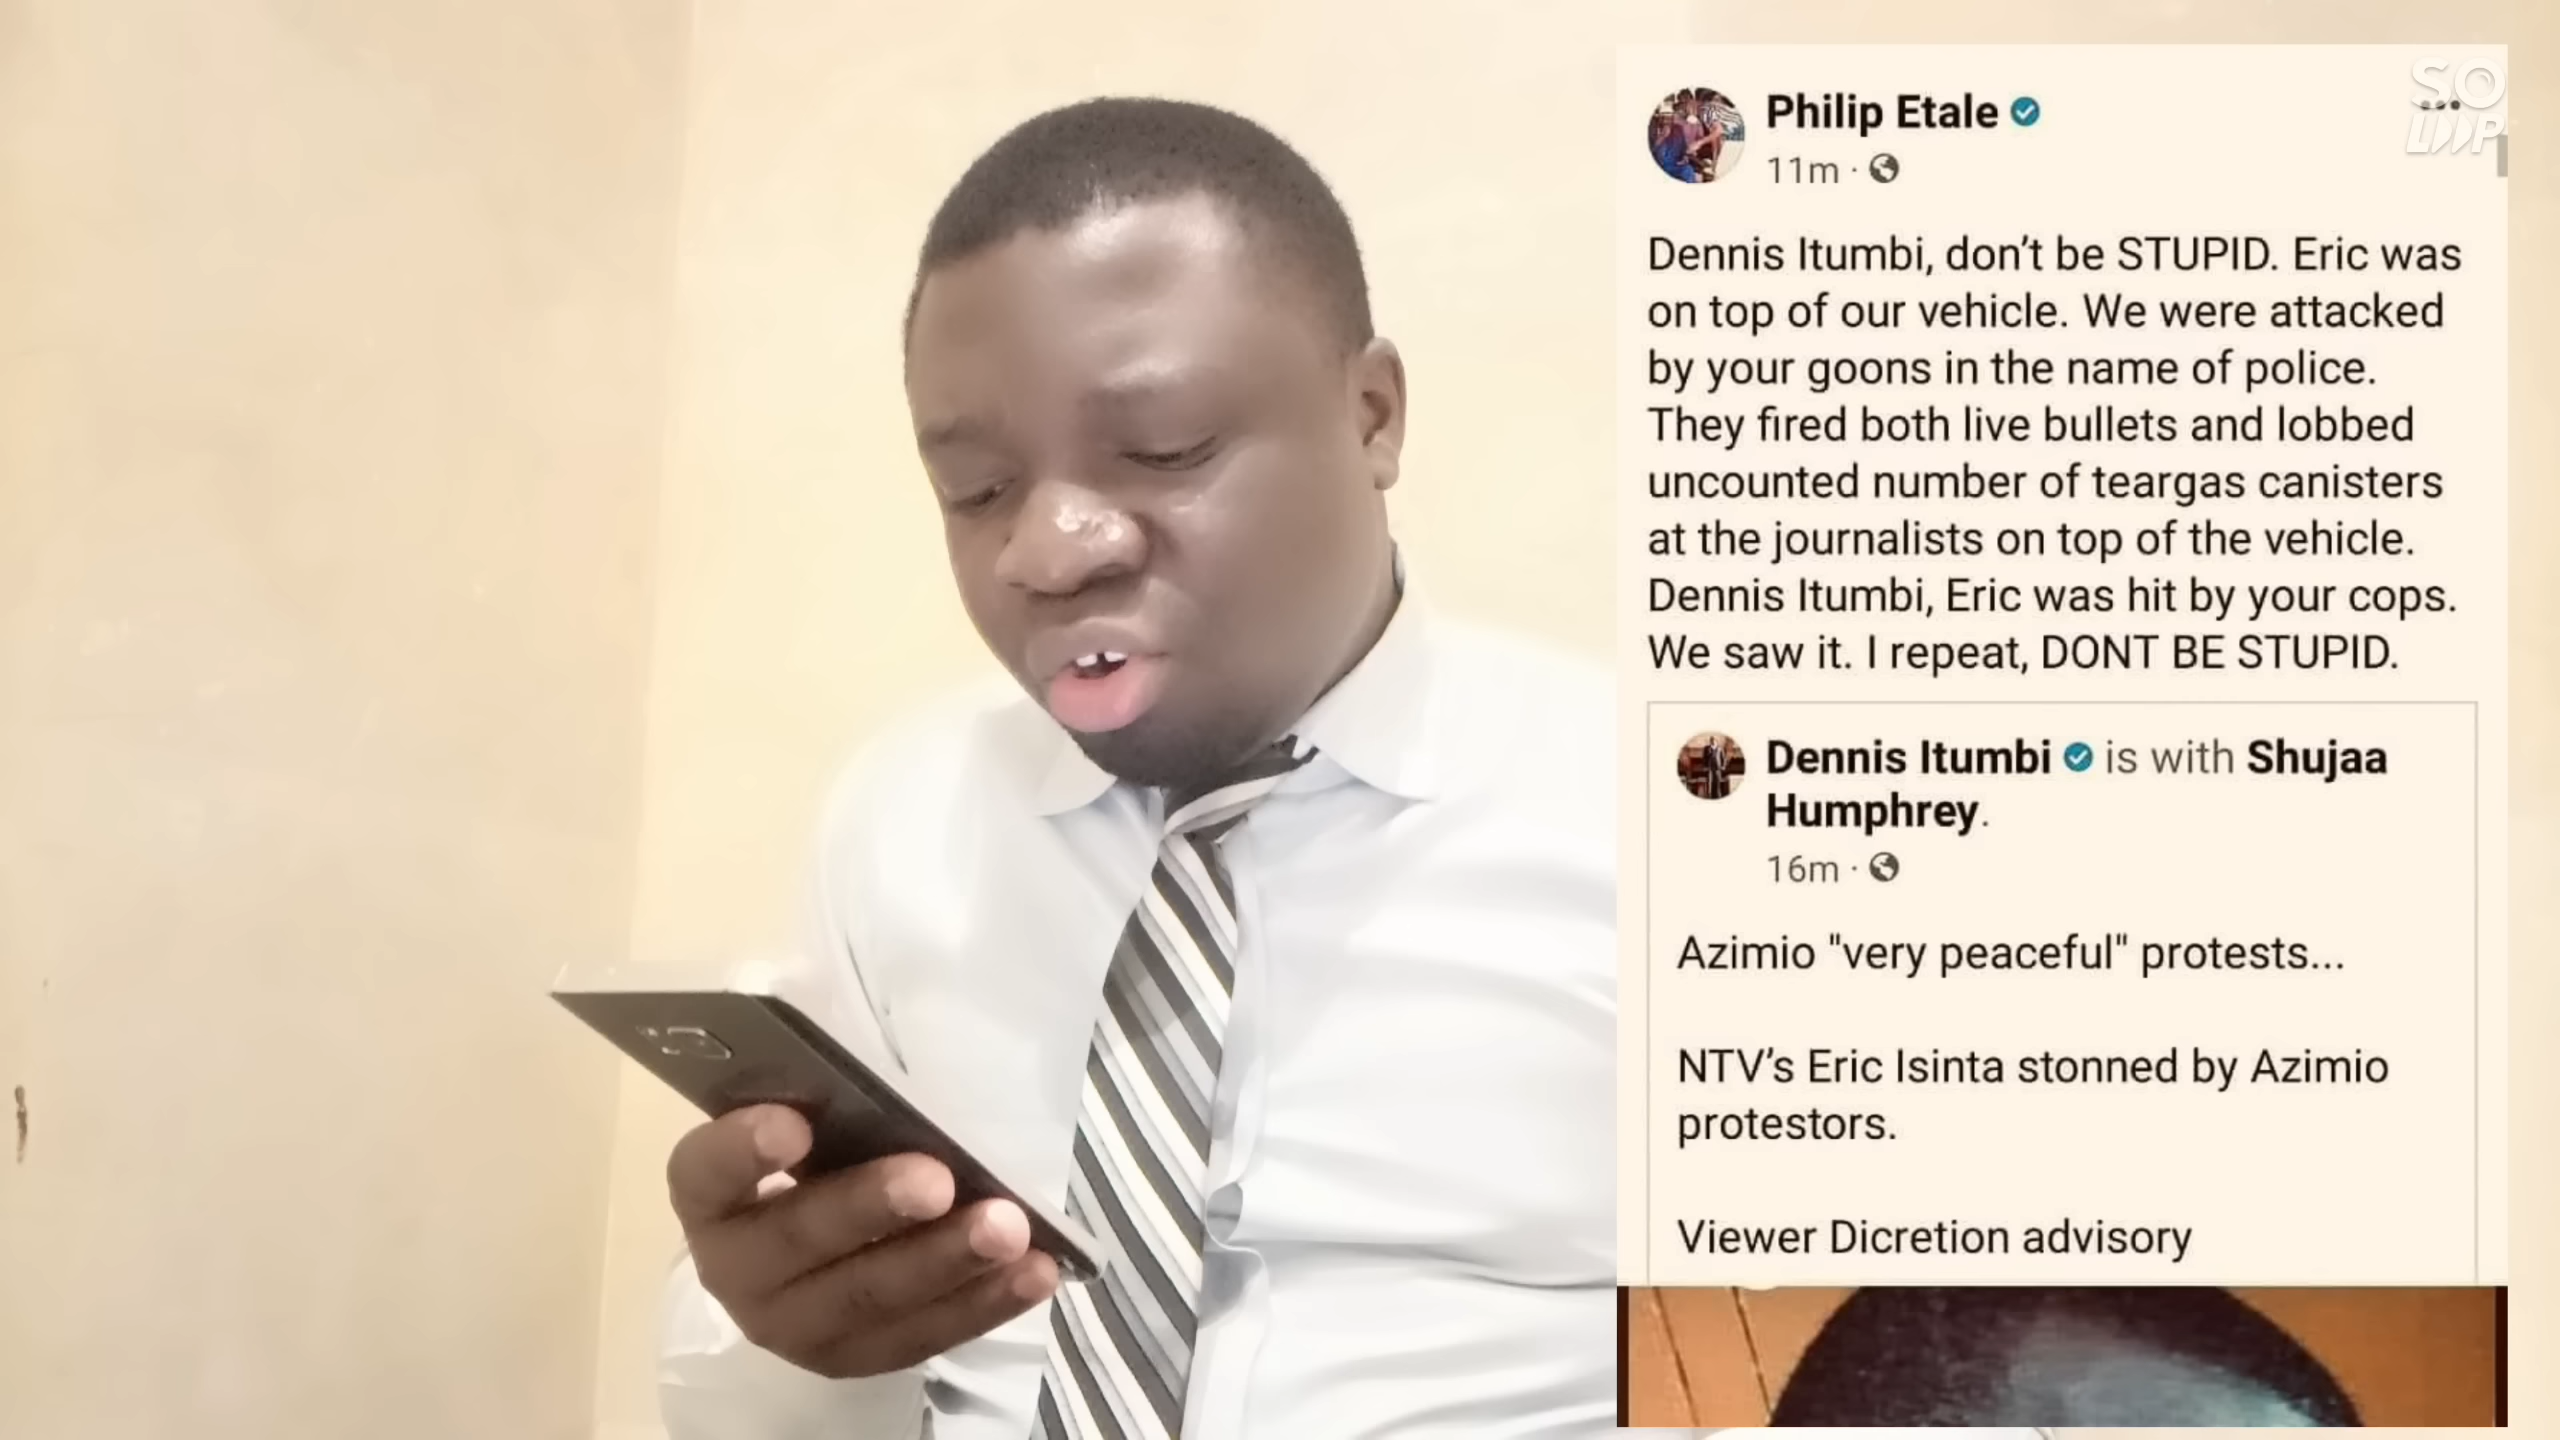 Philip Etale
11m
Dennis Itumbi, don't be STUPID. Eric was
on top of our vehicle. We were attacked
by your goons in the name of police.
They fired both live bullets and lobbed
uncounted number of teargas canisters
at the journalists on top of the vehicle.
Dennis Itumbi, Eric was hit by your cops.
We saw it. I repeat, DONT BE STUPID.
Dennis Itumbi is with Shujaa
Humphrey.
16m
Azimio "very peaceful" protests...
NTV's Eric Isinta stonned by Azimio
protestors.
Viewer Dicretion advisory
SO
LOOP